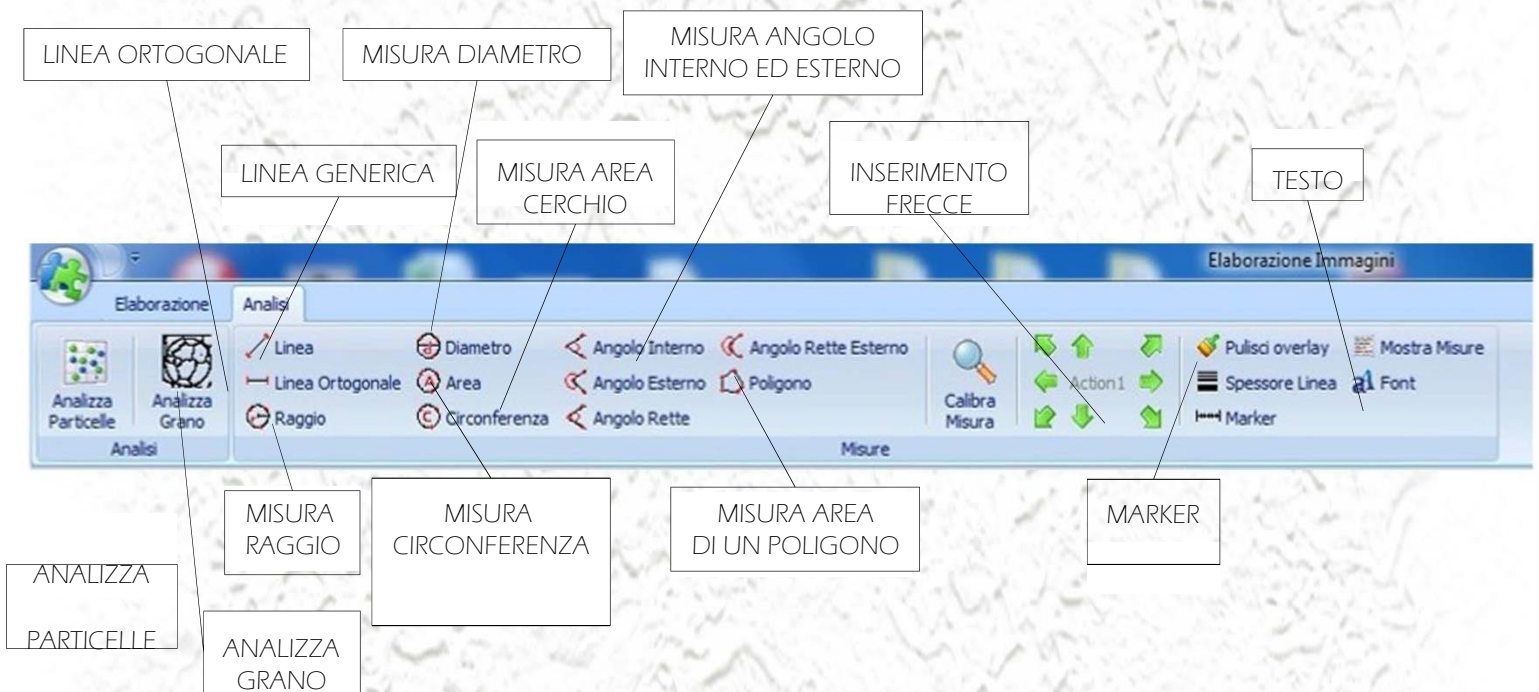 LINEA ORTOGONALE
MISURA DIAMETRO
MISURA ANGOLO
INTERNO ED ESTERNO
LINEA GENERICA
MISURA AREA
CERCHIO
INSERIMENTO
FRECCE
TESTO
Elaborazione Immagini
Elaborazione
Analisi
Analizza
Particelle
Analizza
Grano
Analisi
Linea
Linea Ortogonale
Raggio
d Diametro
A Area
C Circonferenza
Angolo Interno
Angolo Esterno
Angolo Rette
Angolo Rette Esterno
Poligono
Calibra
Misura
Action1
Pulisci overlay
Spessore Linea
Marker
Mostra Misure
a1 Font
Misure
MISURA
RAGGIO
MISURA
CIRCONFERENZA
MISURA AREA
DI UN POLIGONO
MARKER
ANALIZZA
PARTICELLE
ANALIZZA
GRANO